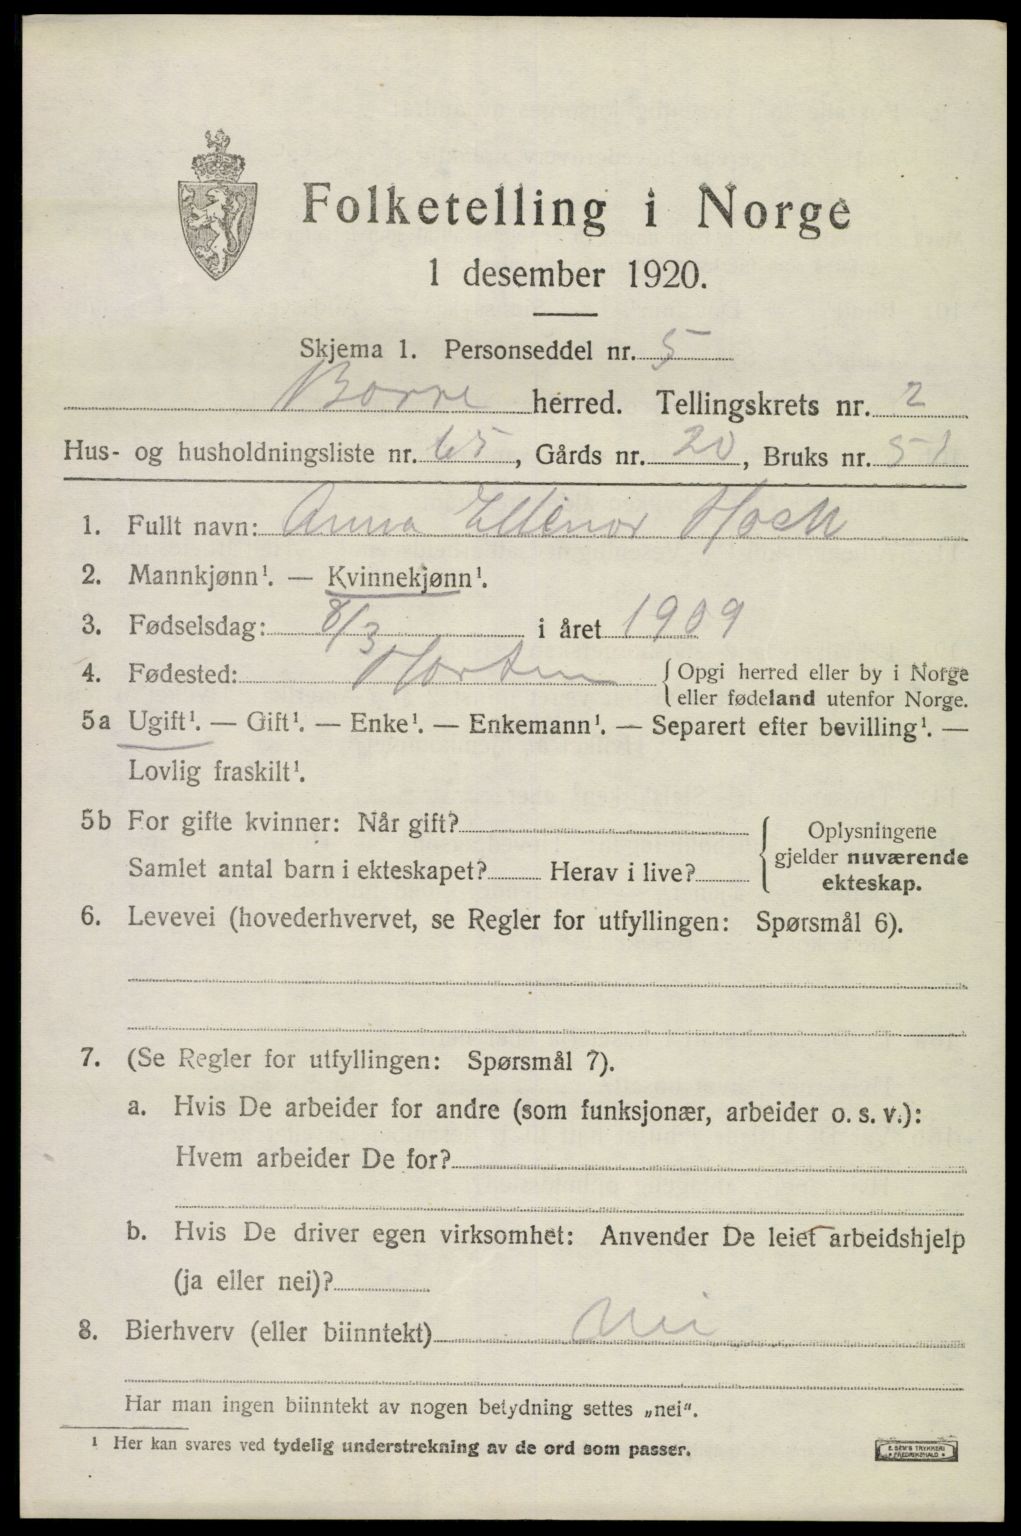 Folketelling i Norge
1 desember 1920.
Skjema 1. Personseddel nr. 5
Borre herred. Tellingskrets nr. 2
Hus- og husholdningsliste nr. 65, Gårds nr. 20, Bruks nr. 51
1. Fullt navn: Anna Ellenor
2. Mannkjønn¹. — Kvinnekjønn¹.
3. Fødselsdag: 8/3 i året 1909
4. Fødested: Horten {Opgi herred eller by i Norge
eller fødeland utenfor Norge.
5a Ugift¹. — Gift¹. — Enke¹. — Enkemann¹. — Separert efter bevilling¹. —
Lovlig fraskilt¹.
5b For gifte kvinner: Når gift?
Samlet antal barn i ekteskapet? Herav i live?
Oplysningene
gjelder nuværende
ekteskap.
6. Levevei (hovederhvervet, se Regler for utfyllingen: Spørsmål 6).
7. (Se Regler for utfyllingen: Spørsmål 7).
a. Hvis De arbeider for andre (som funksjonær, arbeider o. s. v.):
Hvem arbeider De for?
b. Hvis De driver egen virksomhet: Anvender De leiet arbeidshjelp
(ja eller nei)?
8. Bierhverv (eller biinntekt) Nei
Har man ingen biinntekt av nogen betydning settes „nei".
¹ Her kan svares ved tydelig understrekning av de ord som passer.
E. SEM'S TRYKKERI
FREDRIKSHALD